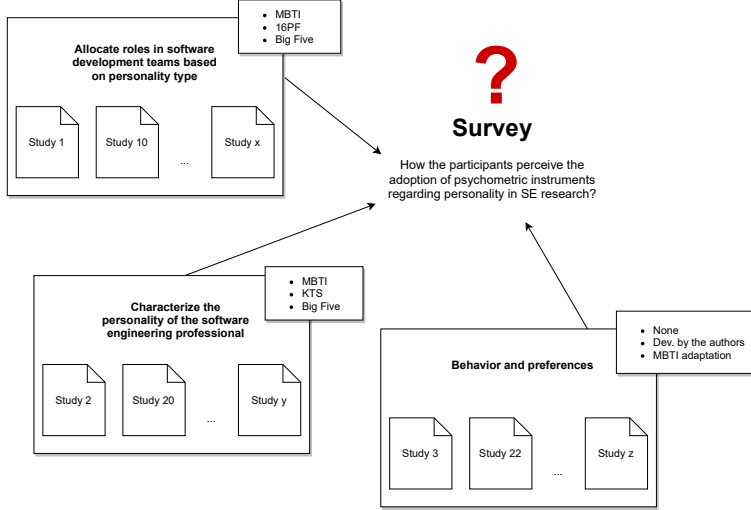 MBTI
16PF
Big Five
Allocate roles in software
development teams based
on personality type
Study 1
Study 10
...
Study x
?
Survey
How the participants perceive the
adoption of psychometric instruments
regarding personality in SE research?
MBTI
KTS
Big Five
Characterize the
personality of the software
engineering professional
Study 2
Study 20
...
Study y
None
Dev. by the authors
MBTI adaptation
Behavior and preferences
Study 3
Study 22
...
Study z